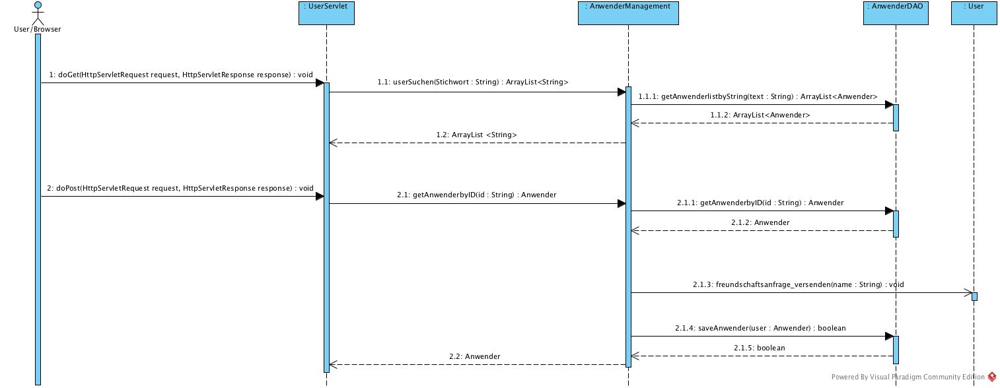 : UserServlet
: AnwenderManagement
: AnwenderDAO
: User
User/Browser
1: doGet(HttpServletRequest request, HttpServletResponse response) : void
1.1: userSuchen(Stichwort : String) : ArrayList<String>
1.1.1: getAnwenderlistbyString(text : String) : ArrayList<Anwender>
1.1.2: ArrayList<Anwender>
1.2: ArrayList <String>
2: doPost(HttpServletRequest request, HttpServletResponse response) : void
2.1: getAnwenderbyID(id : String) : Anwender
2.1.1: getAnwenderbyID(id : String) : Anwender
2.1.2: Anwender
2.1.3: freundschaftsanfrage_versenden(name : String) : void
2.1.4: saveAnwender(user : Anwender) : boolean
2.1.5: boolean
2.2: Anwender
Powered By Visual Paradigm Community Edition